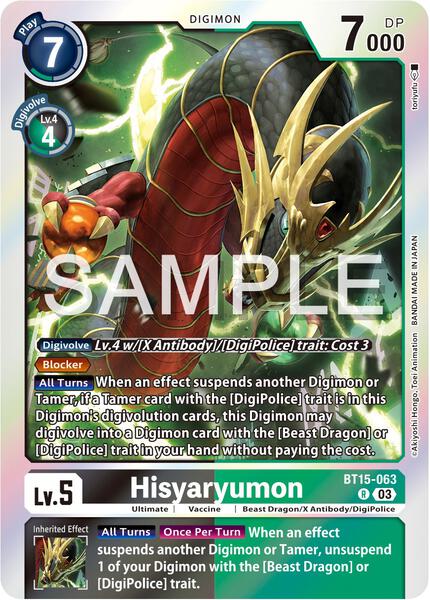 Play
7
DIGIMON
7000
DP
Digivolve
Lv.4
4
toriyufu
SAMPLE
©Akiyoshi Hongo, Toei Animation BANDAI MADE IN JAPAN
Digivolve Lv.4 w/[X Antibody]/[DigiPolice] trait: Cost 3
Blocker
All Turns When an effect suspends another Digimon or
Tamer, if a Tamer card with the [DigiPolice] trait is in this
Digimon's digivolution cards, this Digimon may
digivolve into a Digimon card with the [Beast Dragon] or
[DigiPolice] trait in your hand without paying the cost.
Lv.5
Hisyaryumon
BT15-063
R 03
Ultimate | Vaccine | Beast Dragon/X Antibody/DigiPolice
Inherited Effect
All Turns Once Per Turn When an effect
suspends another Digimon or Tamer, unsuspend
1 of your Digimon with the [Beast Dragon] or
[DigiPolice] trait.